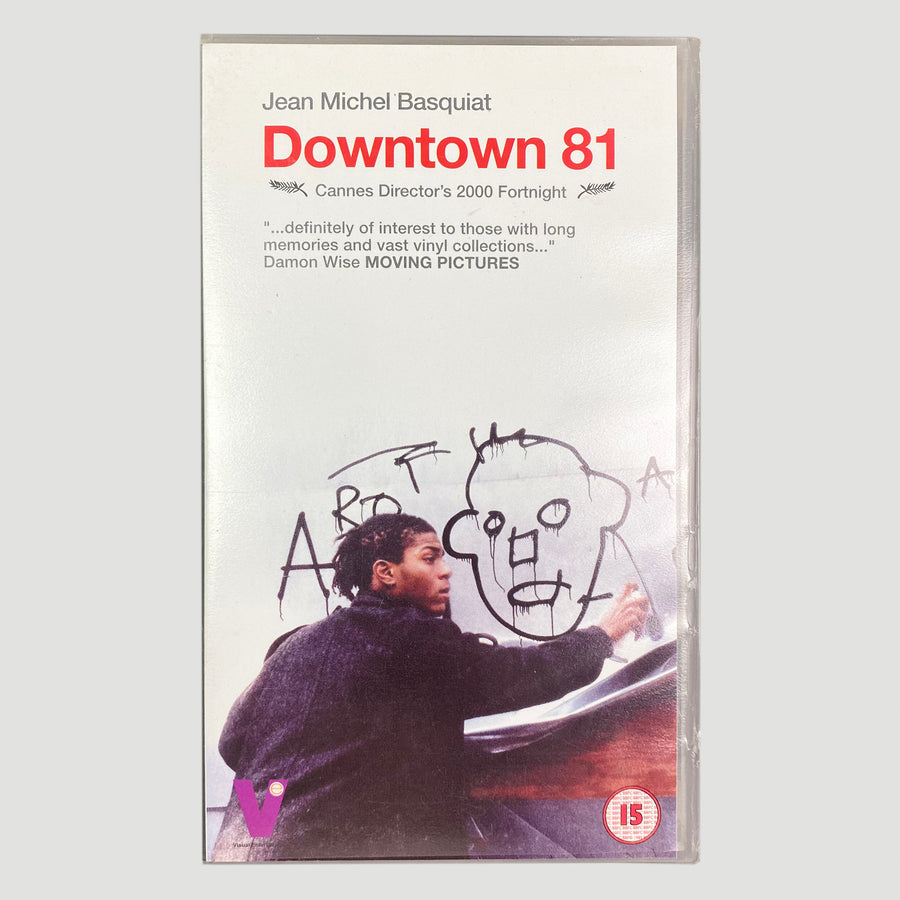 Jean Michel Basquiat
Downtown 81
Cannes Director's 2000 Fortnight
"...definitely of interest to those with long
memories and vast vinyl collections..."
Damon Wise MOVING PICTURES
A
ARO
A
V
15